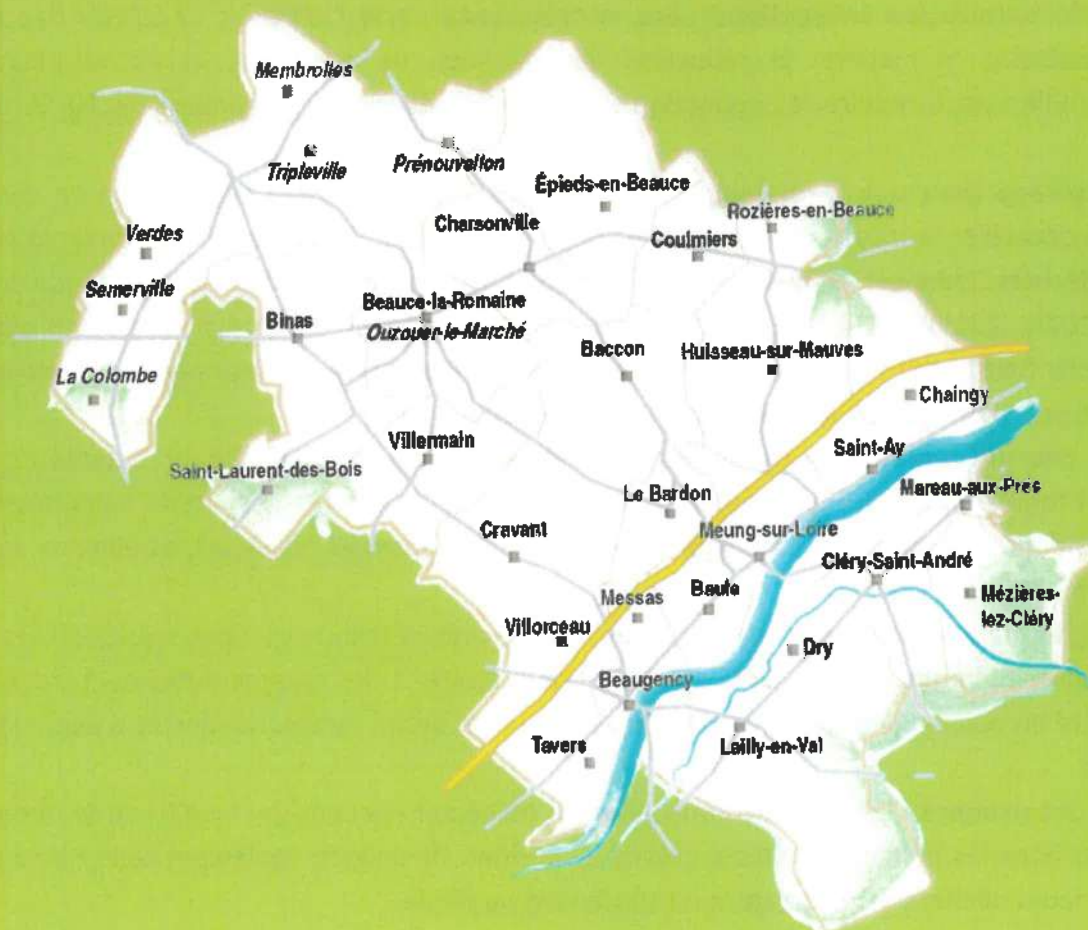 Membrolles
Tripleville
Prénouvellon
Épieds-en-Beauce
Charsonville
Rozières-en-Beauce
Coulmiers
Verdes
Semerville
Beauce-la-Romaine
Ouzouer-le-Marché
Binas
Baccon
Huisseau-sur-Mauves
La Colombe
Chaingy
Villermain
Saint-Ay
Saint-Laurent-des-Bois
Le Bardon
Mareau-aux-Prés
Cravant
Meung-sur-Loire
Cléry-Saint-André
Messas
Baule
Mézières-
lez-Cléry
Villorceau
Dry
Beaugency
Tavers
Lailly-en-Val